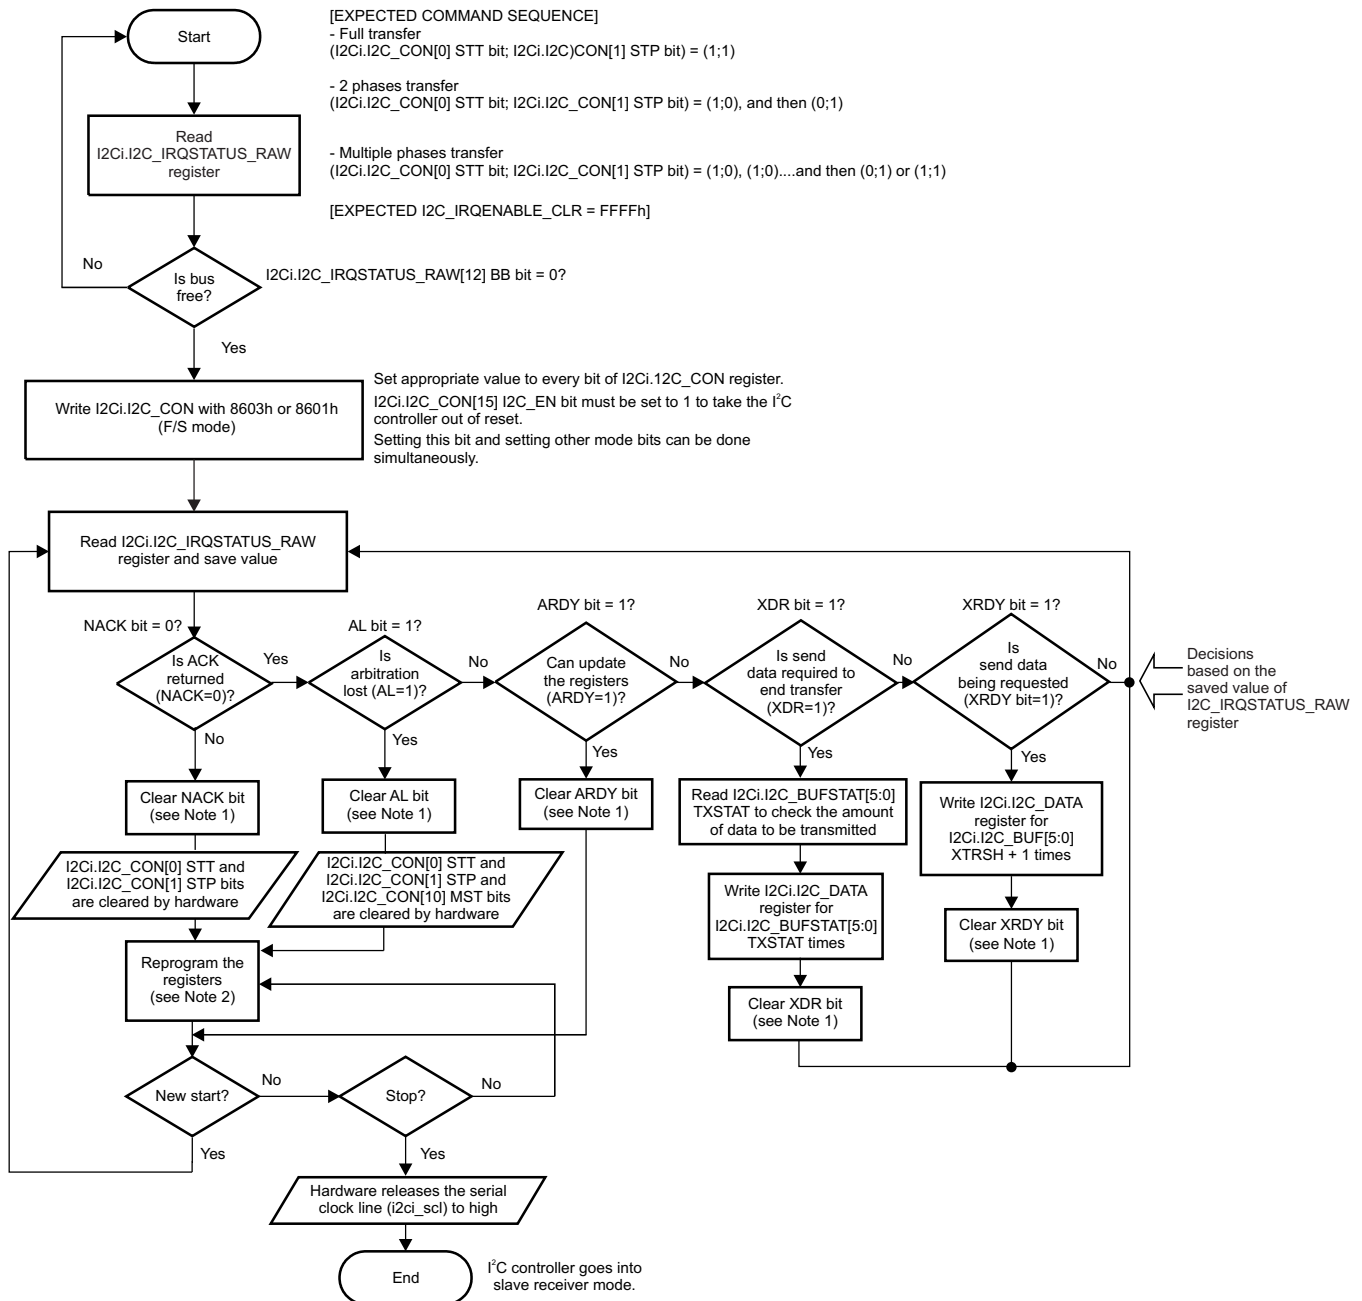 Start
[EXPECTED COMMAND SEQUENCE]
- Full transfer
(I2Ci.I2C_CON[0] STT bit; I2Ci.I2C)CON[1] STP bit) = (1;1)
- 2 phases transfer
(I2Ci.I2C_CON[0] STT bit; I2Ci.I2C_CON[1] STP bit) = (1;0), and then (0;1)
- Multiple phases transfer
(I2Ci.I2C_CON[0] STT bit; I2Ci.I2C_CON[1] STP bit) = (1;0), (1;0)....and then (0;1) or (1;1)
[EXPECTED I2C_IRQENABLE_CLR = FFFFh]
Read
I2Ci.I2C_IRQSTATUS_RAW
register
No
Is bus
free?
I2Ci.I2C_IRQSTATUS_RAW[12] BB bit = 0?
Yes
Write I2Ci.I2C_CON with 8603h or 8601h
(F/S mode)
Set appropriate value to every bit of I2Ci.12C_CON register.
I2Ci.I2C_CON[15] I2C_EN bit must be set to 1 to take the I²C
controller out of reset.
Setting this bit and setting other mode bits can be done
simultaneously.
Read I2Ci.I2C_IRQSTATUS_RAW
register and save value
NACK bit = 0?
Is ACK
returned
(NACK=0)?
Yes
No
AL bit = 1?
Is
arbitration
lost (AL=1)?
No
Yes
ARDY bit = 1?
Can update
the registers
(ARDY=1)?
No
Yes
XDR bit = 1?
Is send
data required to
end transfer
(XDR=1)?
No
Yes
XRDY bit = 1?
Is
send data
being requested
(XRDY bit=1)?
No
Yes
Decisions
based on the
saved value of
I2C_IRQSTATUS_RAW
register
Clear NACK bit
(see Note 1)
Clear AL bit
(see Note 1)
Clear ARDY bit
(see Note 1)
Read I2Ci.I2C_BUFSTAT[5:0]
TXSTAT to check the amount
of data to be transmitted
Write I2Ci.I2C_DATA
register for
I2Ci.I2C_BUF[5:0]
XTRSH + 1 times
I2Ci.I2C_CON[0] STT and
I2Ci.I2C_CON[1] STP bits
are cleared by hardware
I2Ci.I2C_CON[0] STT and
I2Ci.I2C_CON[1] STP and
I2Ci.I2C_CON[10] MST bits
are cleared by hardware
Write I2Ci.I2C_DATA
register for
I2Ci.I2C_BUFSTAT[5:0]
TXSTAT times
Clear XRDY bit
(see Note 1)
Reprogram the
registers
(see Note 2)
Clear XDR bit
(see Note 1)
New start?
No
Stop?
No
Yes
Yes
Hardware releases the serial
clock line (i2ci_scl) to high
End
I²C controller goes into
slave receiver mode.